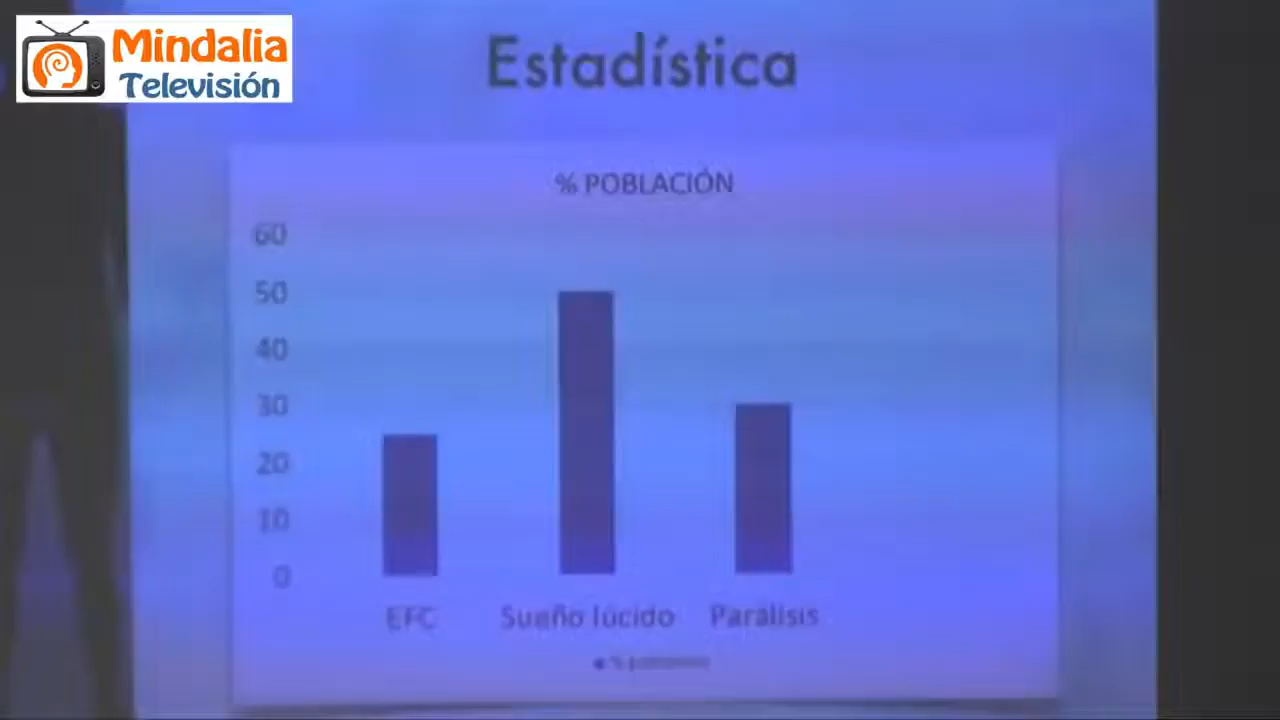 Mindalia
Televisión
Estadística
% POBLACIÓN
60
50
40
30
20
10
0
EFC
Sueño lúcido
Parálisis